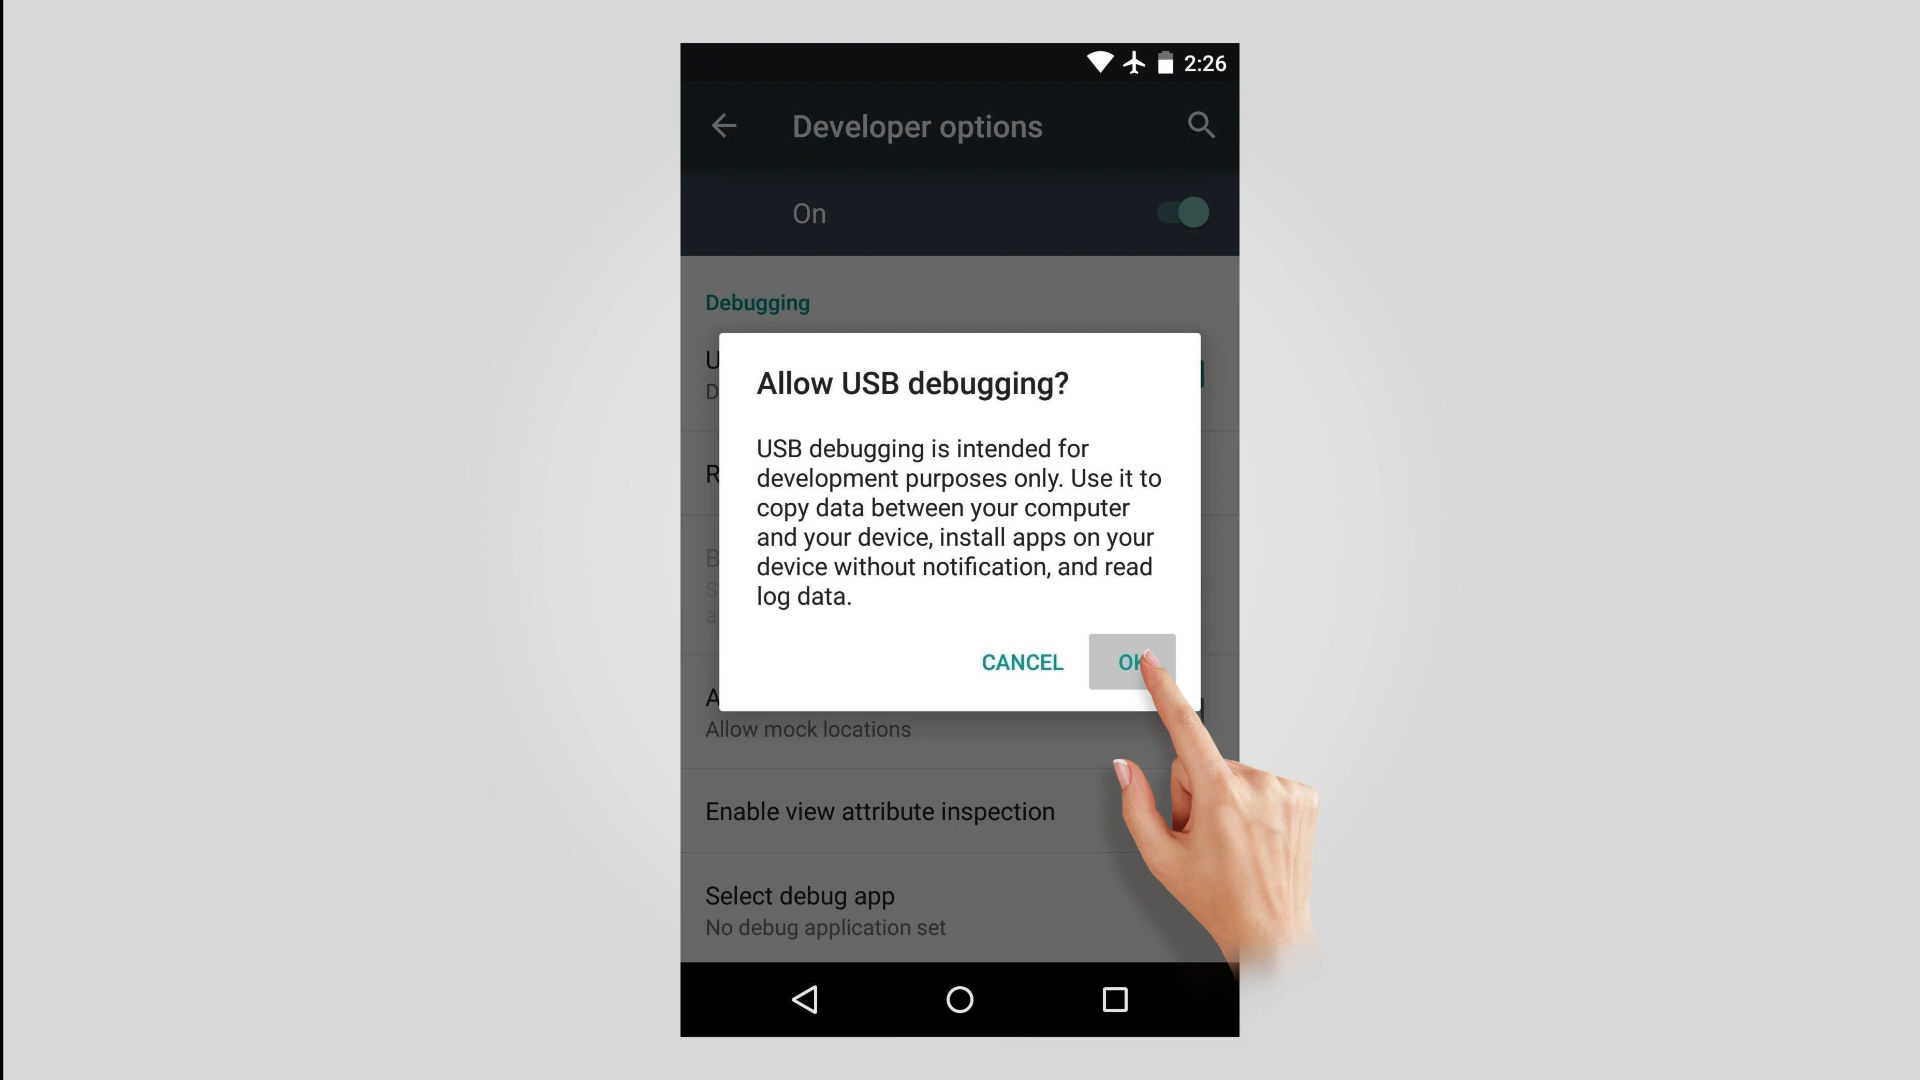 2:26
Developer options
On
Debugging
Allow USB debugging?
USB debugging is intended for
development purposes only. Use it to
copy data between your computer
and your device, install apps on your
device without notification, and read
log data.
CANCEL
OK
Allow mock locations
Enable view attribute inspection
Select debug app
No debug application set